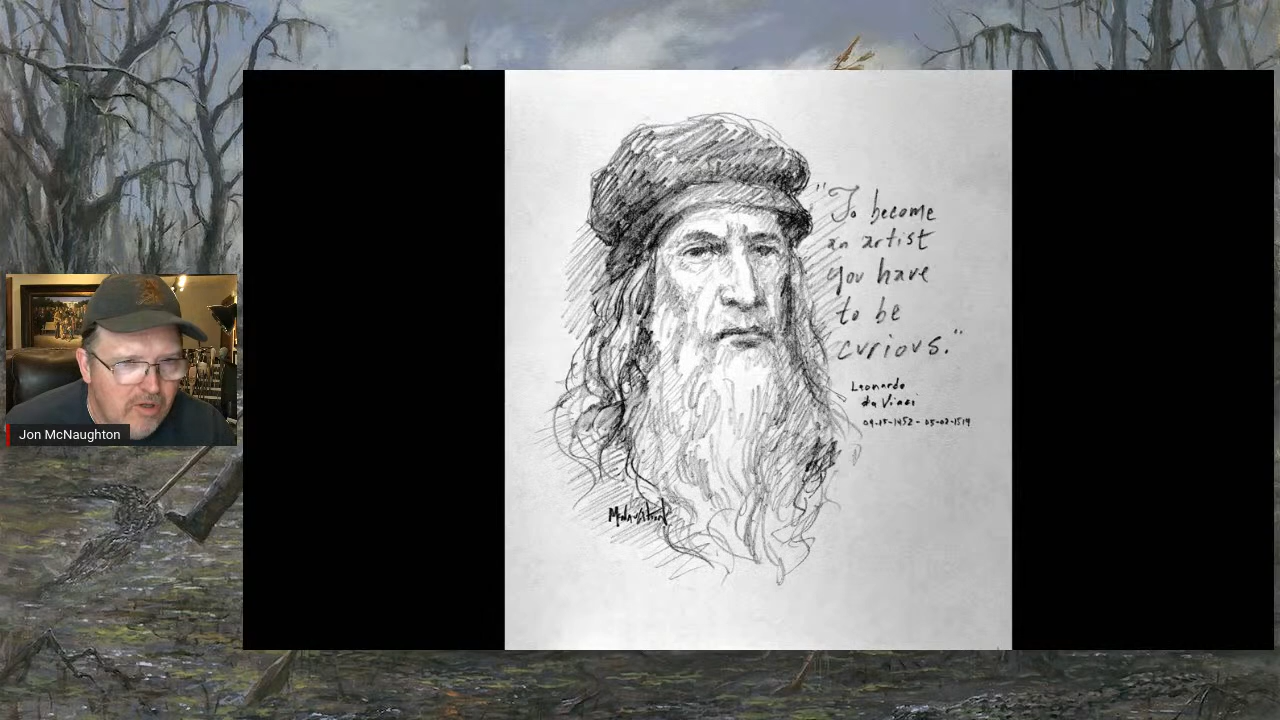 "To become
an artist
you have
to be
curious."
Leonardo
da Vinci
04-15-1452 - 05-02-1519
McNaughton
Jon McNaughton